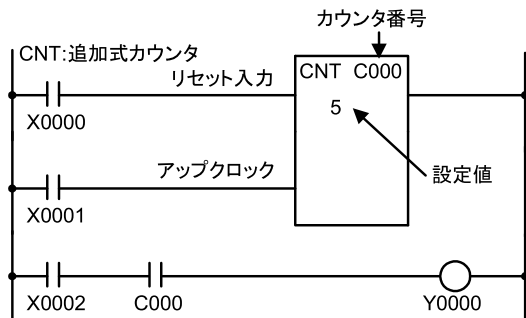 カウンタ番号
CNT:追加式カウンタ
リセット入力
CNT C000
X0000
5
アップクロック
設定値
X0001
X0002
C000
Y0000